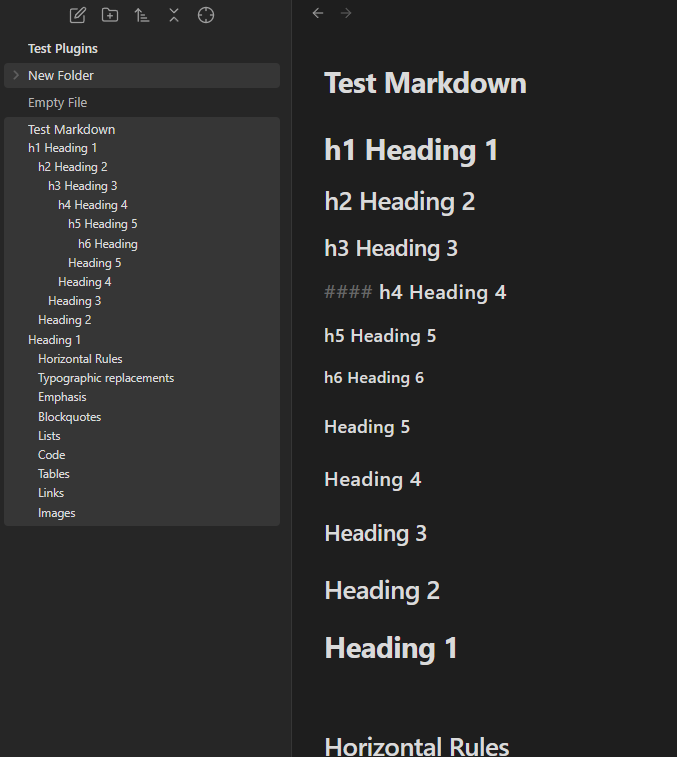 Test Plugins
New Folder
Empty File
Test Markdown
h1 Heading 1
h2 Heading 2
h3 Heading 3
h4 Heading 4
h5 Heading 5
h6 Heading
Heading 5
Heading 4
Heading 3
Heading 2
Heading 1
Horizontal Rules
Typographic replacements
Emphasis
Blockquotes
Lists
Code
Tables
Links
Images
Test Markdown
h1 Heading 1
h2 Heading 2
h3 Heading 3
#### h4 Heading 4
h5 Heading 5
h6 Heading 6
Heading 5
Heading 4
Heading 3
Heading 2
Heading 1
Horizontal Rules